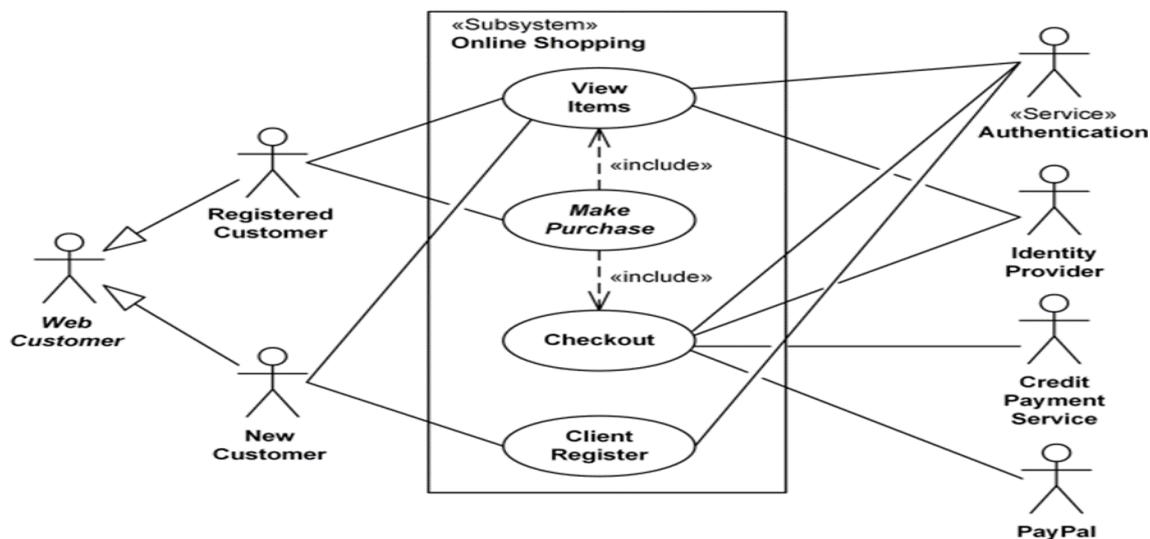 «Subsystem»
Online Shopping
View
Items
«include»
Make
Purchase
«include»
Checkout
Client
Register
Registered
Customer
Web
Customer
New
Customer
«Service»
Authentication
Identity
Provider
Credit
Payment
Service
PayPal